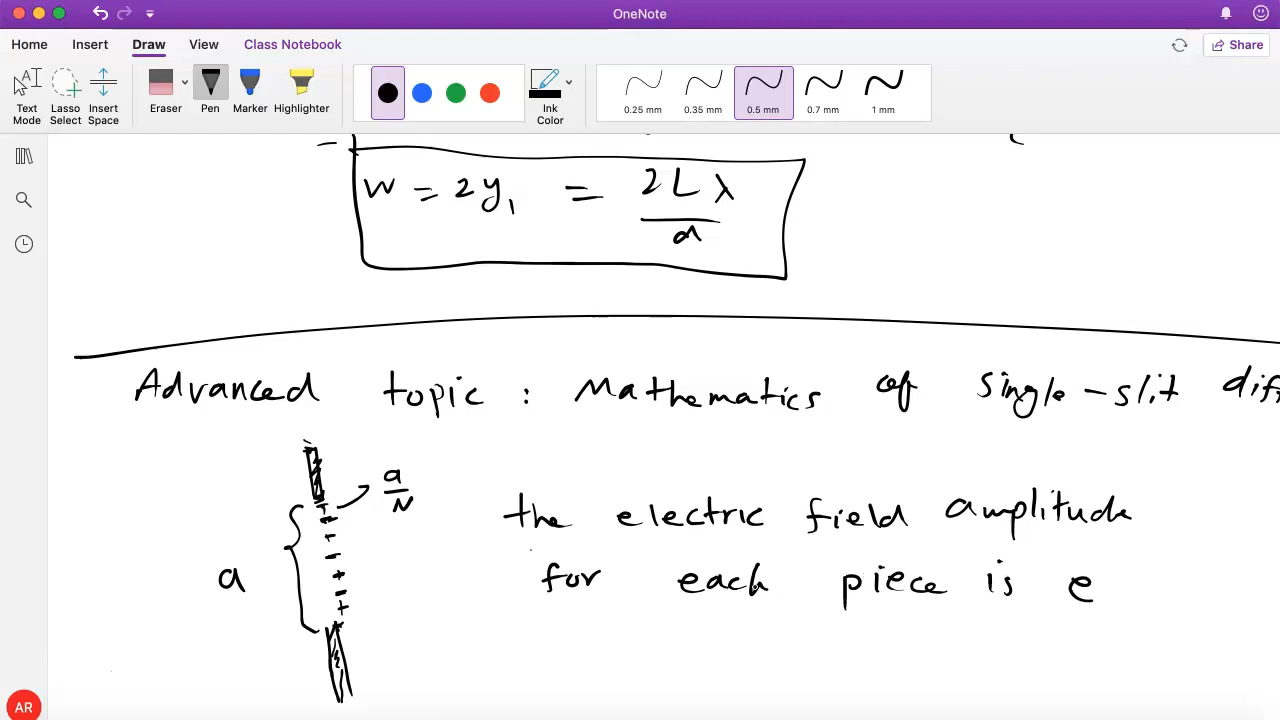 OneNote
Home Insert Draw View Class Notebook
Share
Text Mode
Lasso Select
Insert Space
Eraser
Pen
Marker
Highlighter
Ink Color
0.25 mm 0.35 mm 0.5 mm 0.7 mm 1 mm
w = 2y₁ = 2Lλ/a
Advanced topic : Mathematics of single-slit dif
a/N
a
the electric field amplitude
for each piece is e
AR